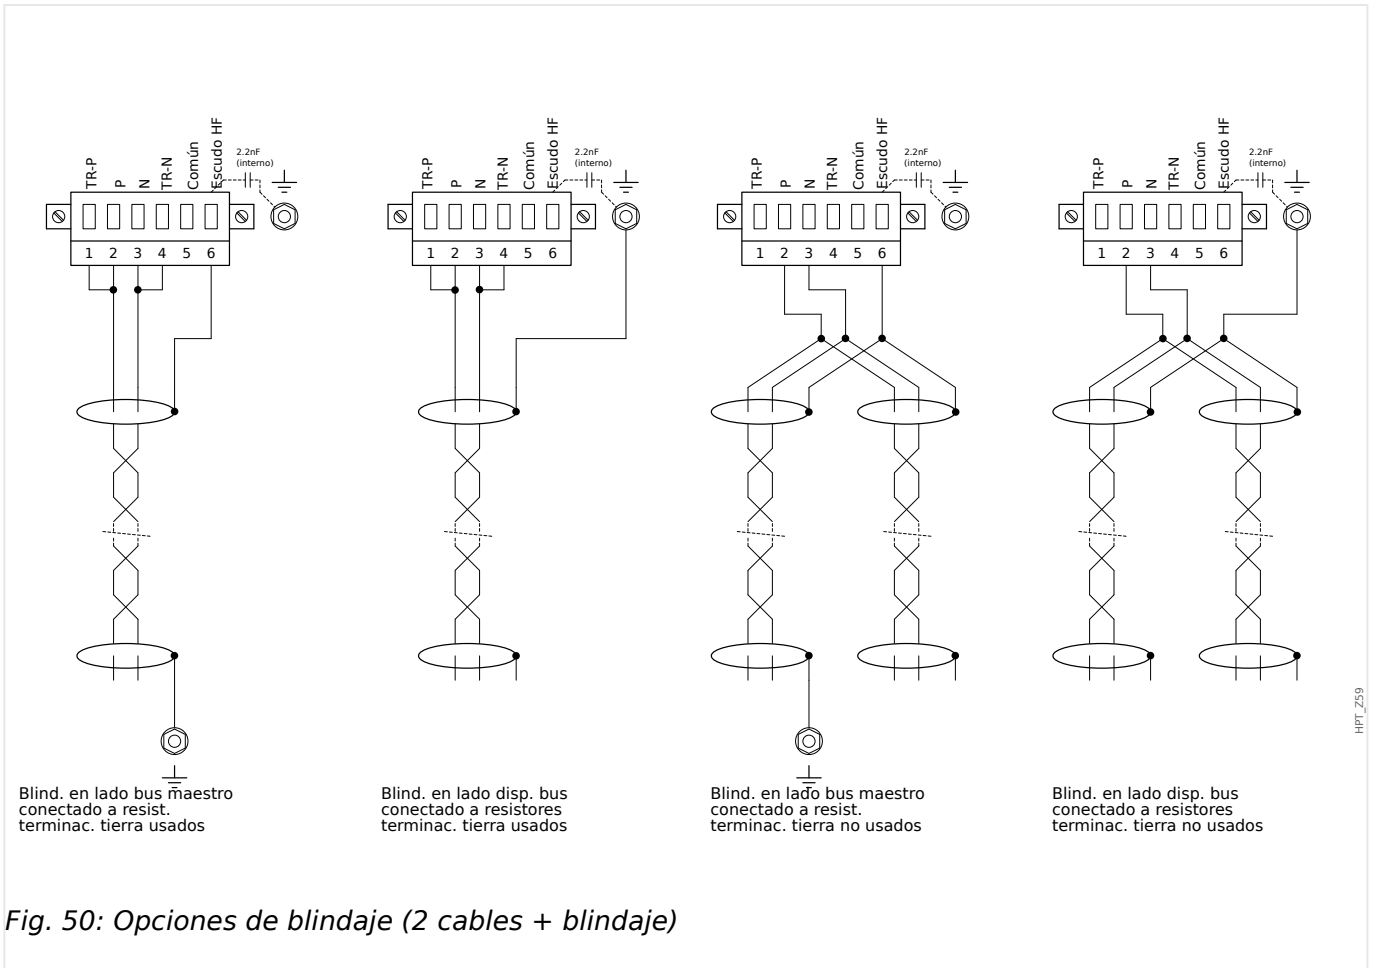 TR-P
P
N
TR-N
Común
Escudo HF
2.2nF
(interno)
1 2 3 4 5 6
Blind. en lado bus maestro
conectado a resist.
terminac. tierra usados
TR-P
P
N
TR-N
Común
Escudo HF
2.2nF
(interno)
1 2 3 4 5 6
Blind. en lado disp. bus
conectado a resistores
terminac. tierra usados
TR-P
P
N
TR-N
Común
Escudo HF
2.2nF
(interno)
1 2 3 4 5 6
Blind. en lado bus maestro
conectado a resist.
terminac. tierra no usados
TR-P
P
N
TR-N
Común
Escudo HF
2.2nF
(interno)
1 2 3 4 5 6
Blind. en lado disp. bus
conectado a resistores
terminac. tierra no usados
HPT_Z59
Fig. 50: Opciones de blindaje (2 cables + blindaje)